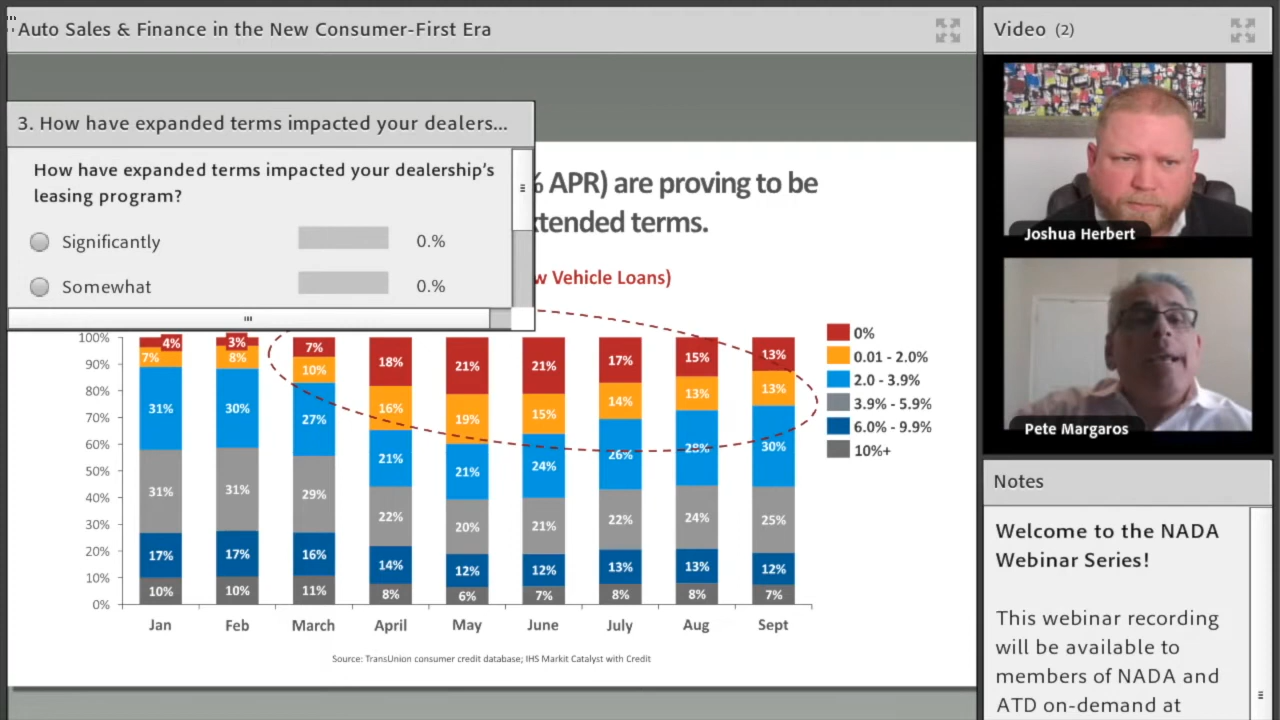 Auto Sales & Finance in the New Consumer-First Era
3. How have expanded terms impacted your dealers...
How have expanded terms impacted your dealership's
leasing program?
Significantly 0.%
Somewhat 0.%
% APR) are proving to be
xtended terms.
w Vehicle Loans)
100%
90%
80%
70%
60%
50%
40%
30%
20%
10%
0%
4% 3% 7% 18% 21% 21% 17% 15% 13%
7% 8% 10% 16% 19% 15% 14% 13% 13%
31% 30% 27% 21% 21% 24% 26% 28% 30%
31% 31% 29% 22% 20% 21% 22% 24% 25%
17% 17% 16% 14% 12% 12% 13% 13% 12%
10% 10% 11% 8% 6% 7% 8% 8% 7%
Jan Feb March April May June July Aug Sept
0%
0.01 - 2.0%
2.0 - 3.9%
3.9% - 5.9%
6.0% - 9.9%
10%+
Source: TransUnion consumer credit database; IHS Markit Catalyst with Credit
Video (2)
Joshua Herbert
Pete Margaros
Notes
Welcome to the NADA
Webinar Series!
This webinar recording
will be available to
members of NADA and
ATD on-demand at